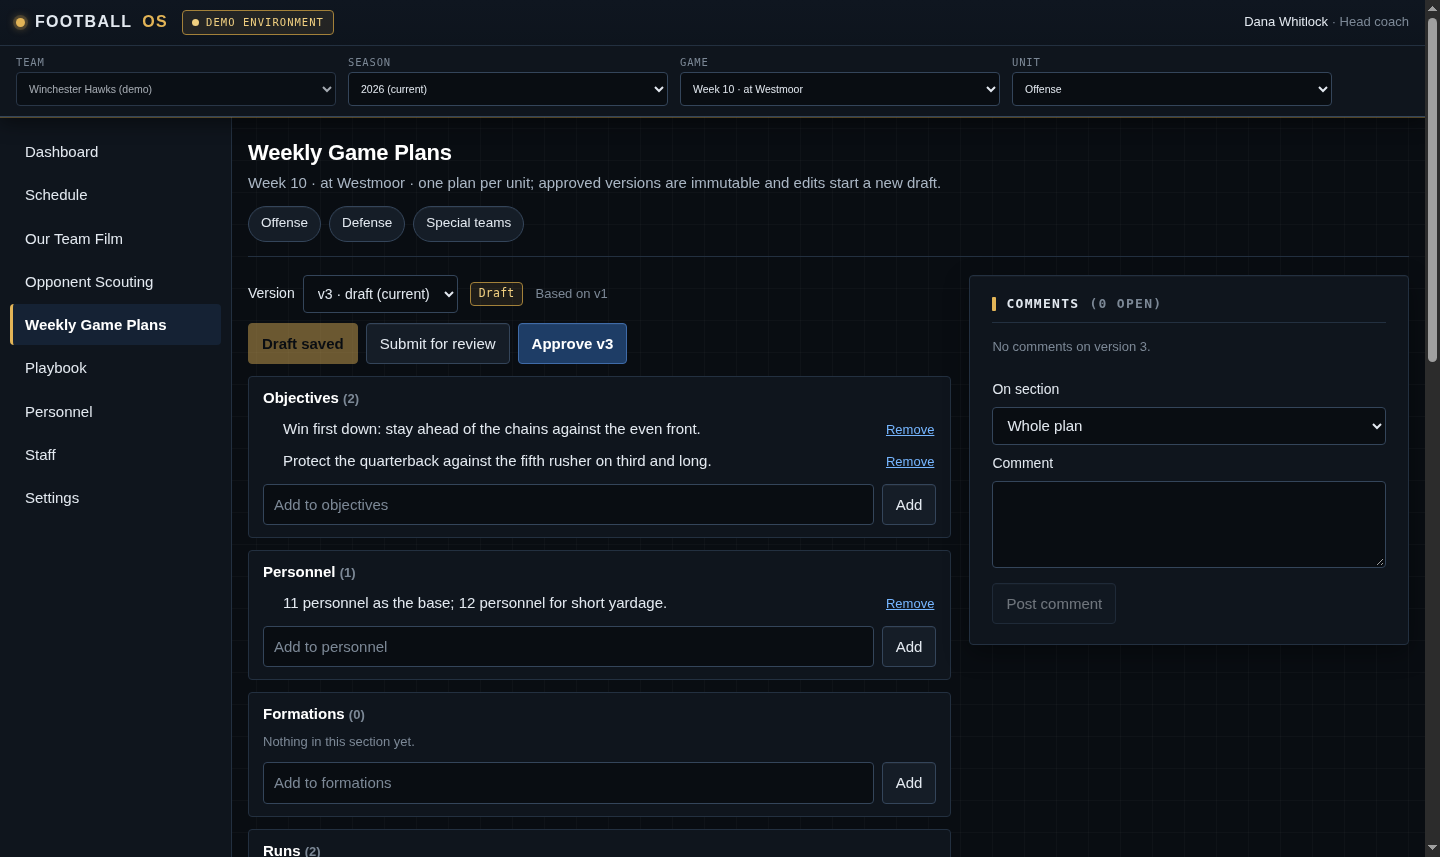 FOOTBALL OS
DEMO ENVIRONMENT
Dana Whitlock · Head coach
TEAM
SEASON
GAME
UNIT
Winchester Hawks (demo)
2026 (current)
Week 10 · at Westmoor
Offense
Dashboard
Schedule
Our Team Film
Opponent Scouting
Weekly Game Plans
Playbook
Personnel
Staff
Settings
Weekly Game Plans
Week 10 · at Westmoor · one plan per unit; approved versions are immutable and edits start a new draft.
Offense
Defense
Special teams
Version
v3 · draft (current)
Draft
Based on v1
Draft saved
Submit for review
Approve v3
Objectives (2)
Win first down: stay ahead of the chains against the even front.
Remove
Protect the quarterback against the fifth rusher on third and long.
Remove
Add to objectives
Add
Personnel (1)
11 personnel as the base; 12 personnel for short yardage.
Remove
Add to personnel
Add
Formations (0)
Nothing in this section yet.
Add to formations
Add
Runs (2)
COMMENTS (0 OPEN)
No comments on version 3.
On section
Whole plan
Comment
Post comment